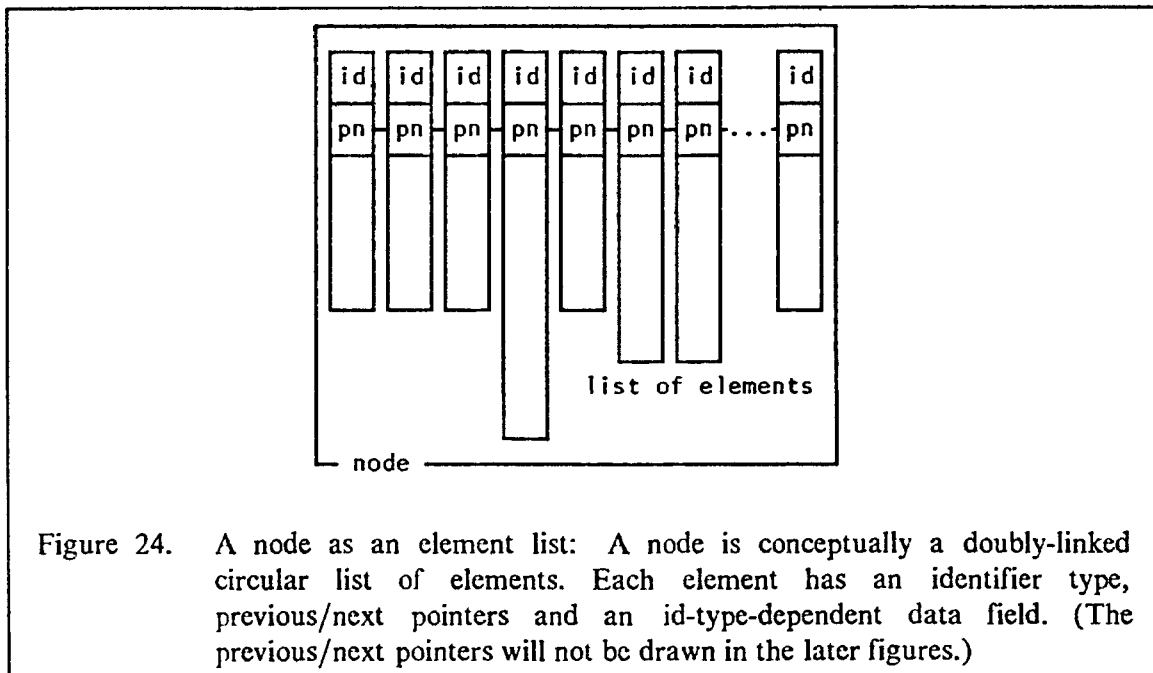 id id id id id id id id
pn pn pn pn pn pn pn ... pn
list of elements
node
Figure 24. A node as an element list: A node is conceptually a doubly-linked
circular list of elements. Each element has an identifier type,
previous/next pointers and an id-type-dependent data field. (The
previous/next pointers will not be drawn in the later figures.)